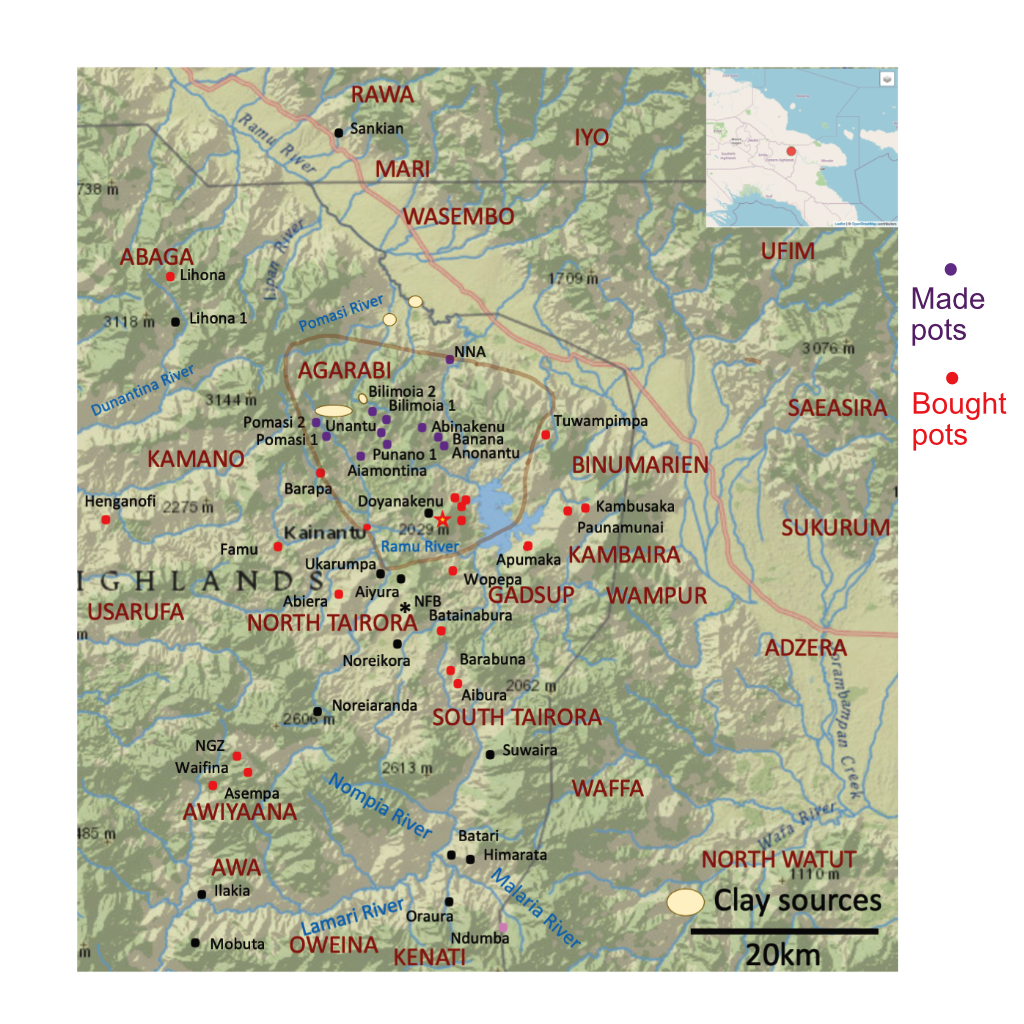 RAWA
Sankian
Ramu River
IYO
MARI
738 m
WASEMBO
UFIM
ABAGA
Lihona
Lipan River
1709 m
Made
pots
Pomasi River
3118 m
Lihona 1
3076 m
NNA
AGARABI
Dunantina River
Bought
pots
3144 m
Bilimoia 2
Bilimoia 1
SAEASIRA
Pomasi 2
Unantu
Abinakenu
Tuwampimpa
Pomasi 1
Banana
Punano 1
Anonantu
KAMANO
Aiamontina
BINUMARIEN
Barapa
Henganofi
2275 m
Doyanakenu
Kambusaka
Kainantu
2029 m
Paunamunai
SUKURUM
Famu
Ramu River
Apumaka
KAMBAIRA
Ukarumpa
IGHLANDS
Wopepa
Aiyura
GADSUP
WAMPUR
Abiera
NFB
USARUFA
* 
Batainabura
NORTH TAIRORA
m
ADZERA
Noreikora
Barabuna
2062 m
Aibura
Noreiaranda
2606 m
SOUTH TAIRORA
NGZ
Suwaira
Waifina
2613 m
Asempa
WAFFA
Nompia River
AWIYAANA
Wafa River
485 m
Batari
Himarata
NORTH WATUT
AWA
1110 m
Ilakia
Malaria River
Clay sources
Lamari River
Oraura
Ndumba
Mobuta
OWEINA
KENATI
20km
m